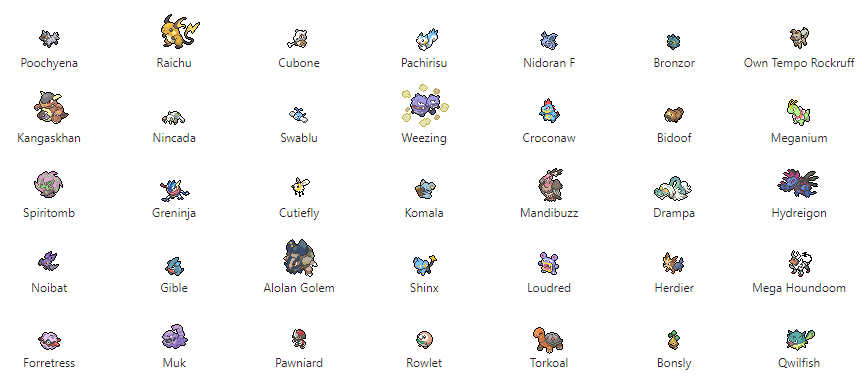 Poochyena Raichu Cubone Pachirisu Nidoran F Bronzor Own Tempo Rockruff
Kangaskhan Nincada Swablu Weezing Croconaw Bidoof Meganium
Spiritomb Greninja Cutiefly Komala Mandibuzz Drampa Hydreigon
Noibat Gible Alolan Golem Shinx Loudred Herdier Mega Houndoom
Forretress Muk Pawniard Rowlet Torkoal Bonsly Qwilfish